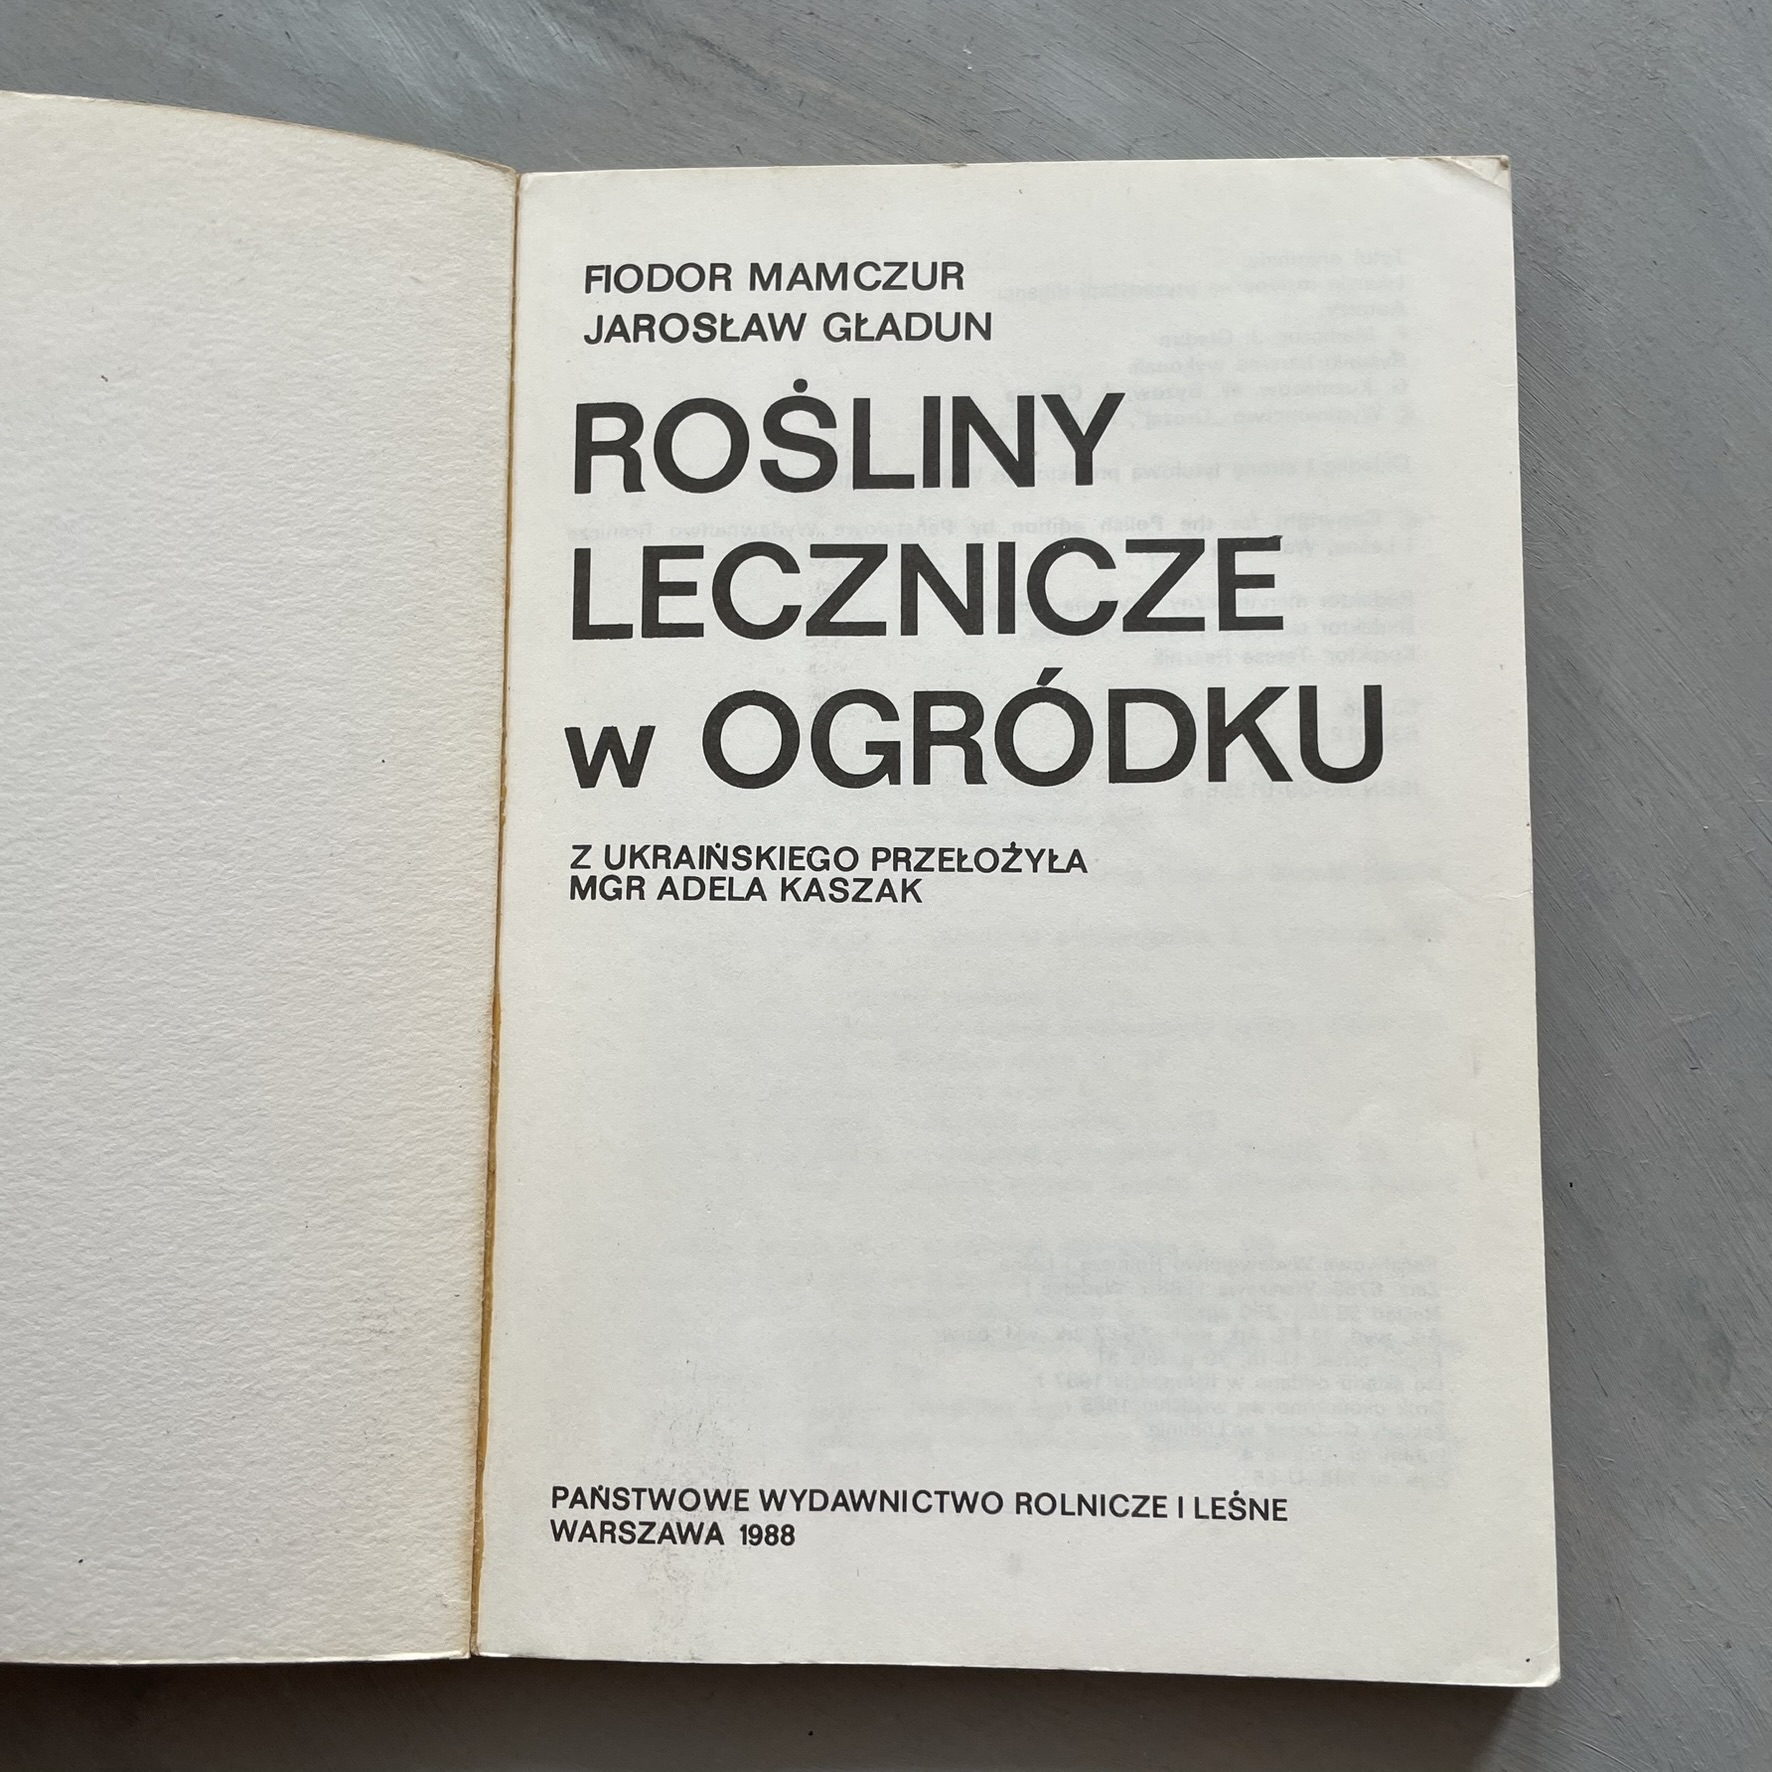 FIODOR MAMCZUR
JAROSŁAW GŁADUN
ROŚLINY
LECZNICZE
w OGRÓDKU
Z UKRAIŃSKIEGO PRZEŁOŻYŁA
MGR ADELA KASZAK
PAŃSTWOWE WYDAWNICTWO ROLNICZE I LEŚNE
WARSZAWA 1988